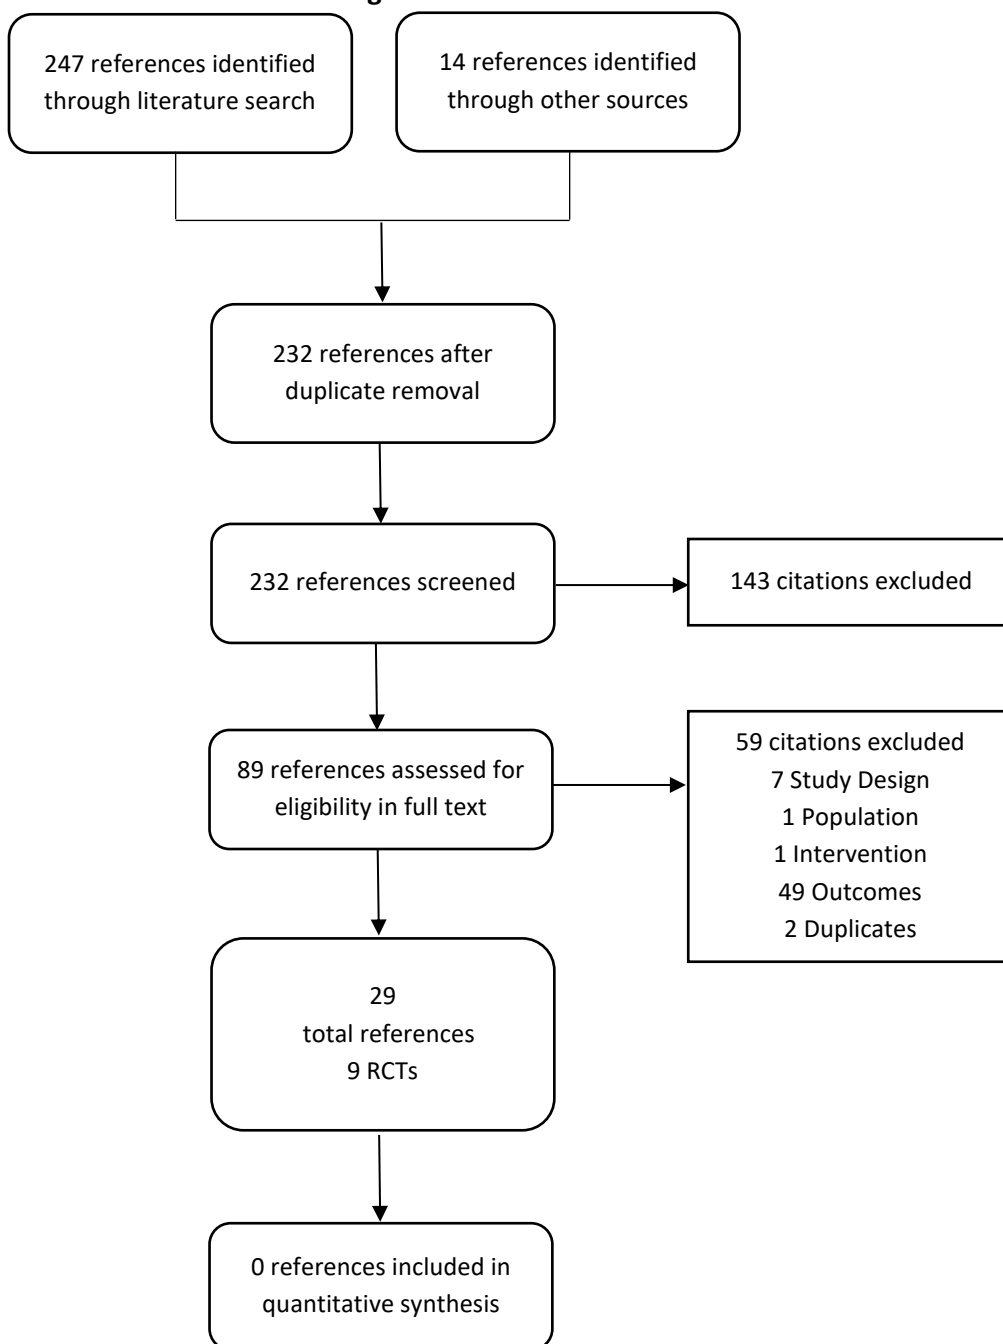 247 references identified
through literature search
14 references identified
through other sources
232 references after
duplicate removal
232 references screened
143 citations excluded
89 references assessed for
eligibility in full text
59 citations excluded
7 Study Design
1 Population
1 Intervention
49 Outcomes
2 Duplicates
29
total references
9 RCTs
0 references included in
quantitative synthesis